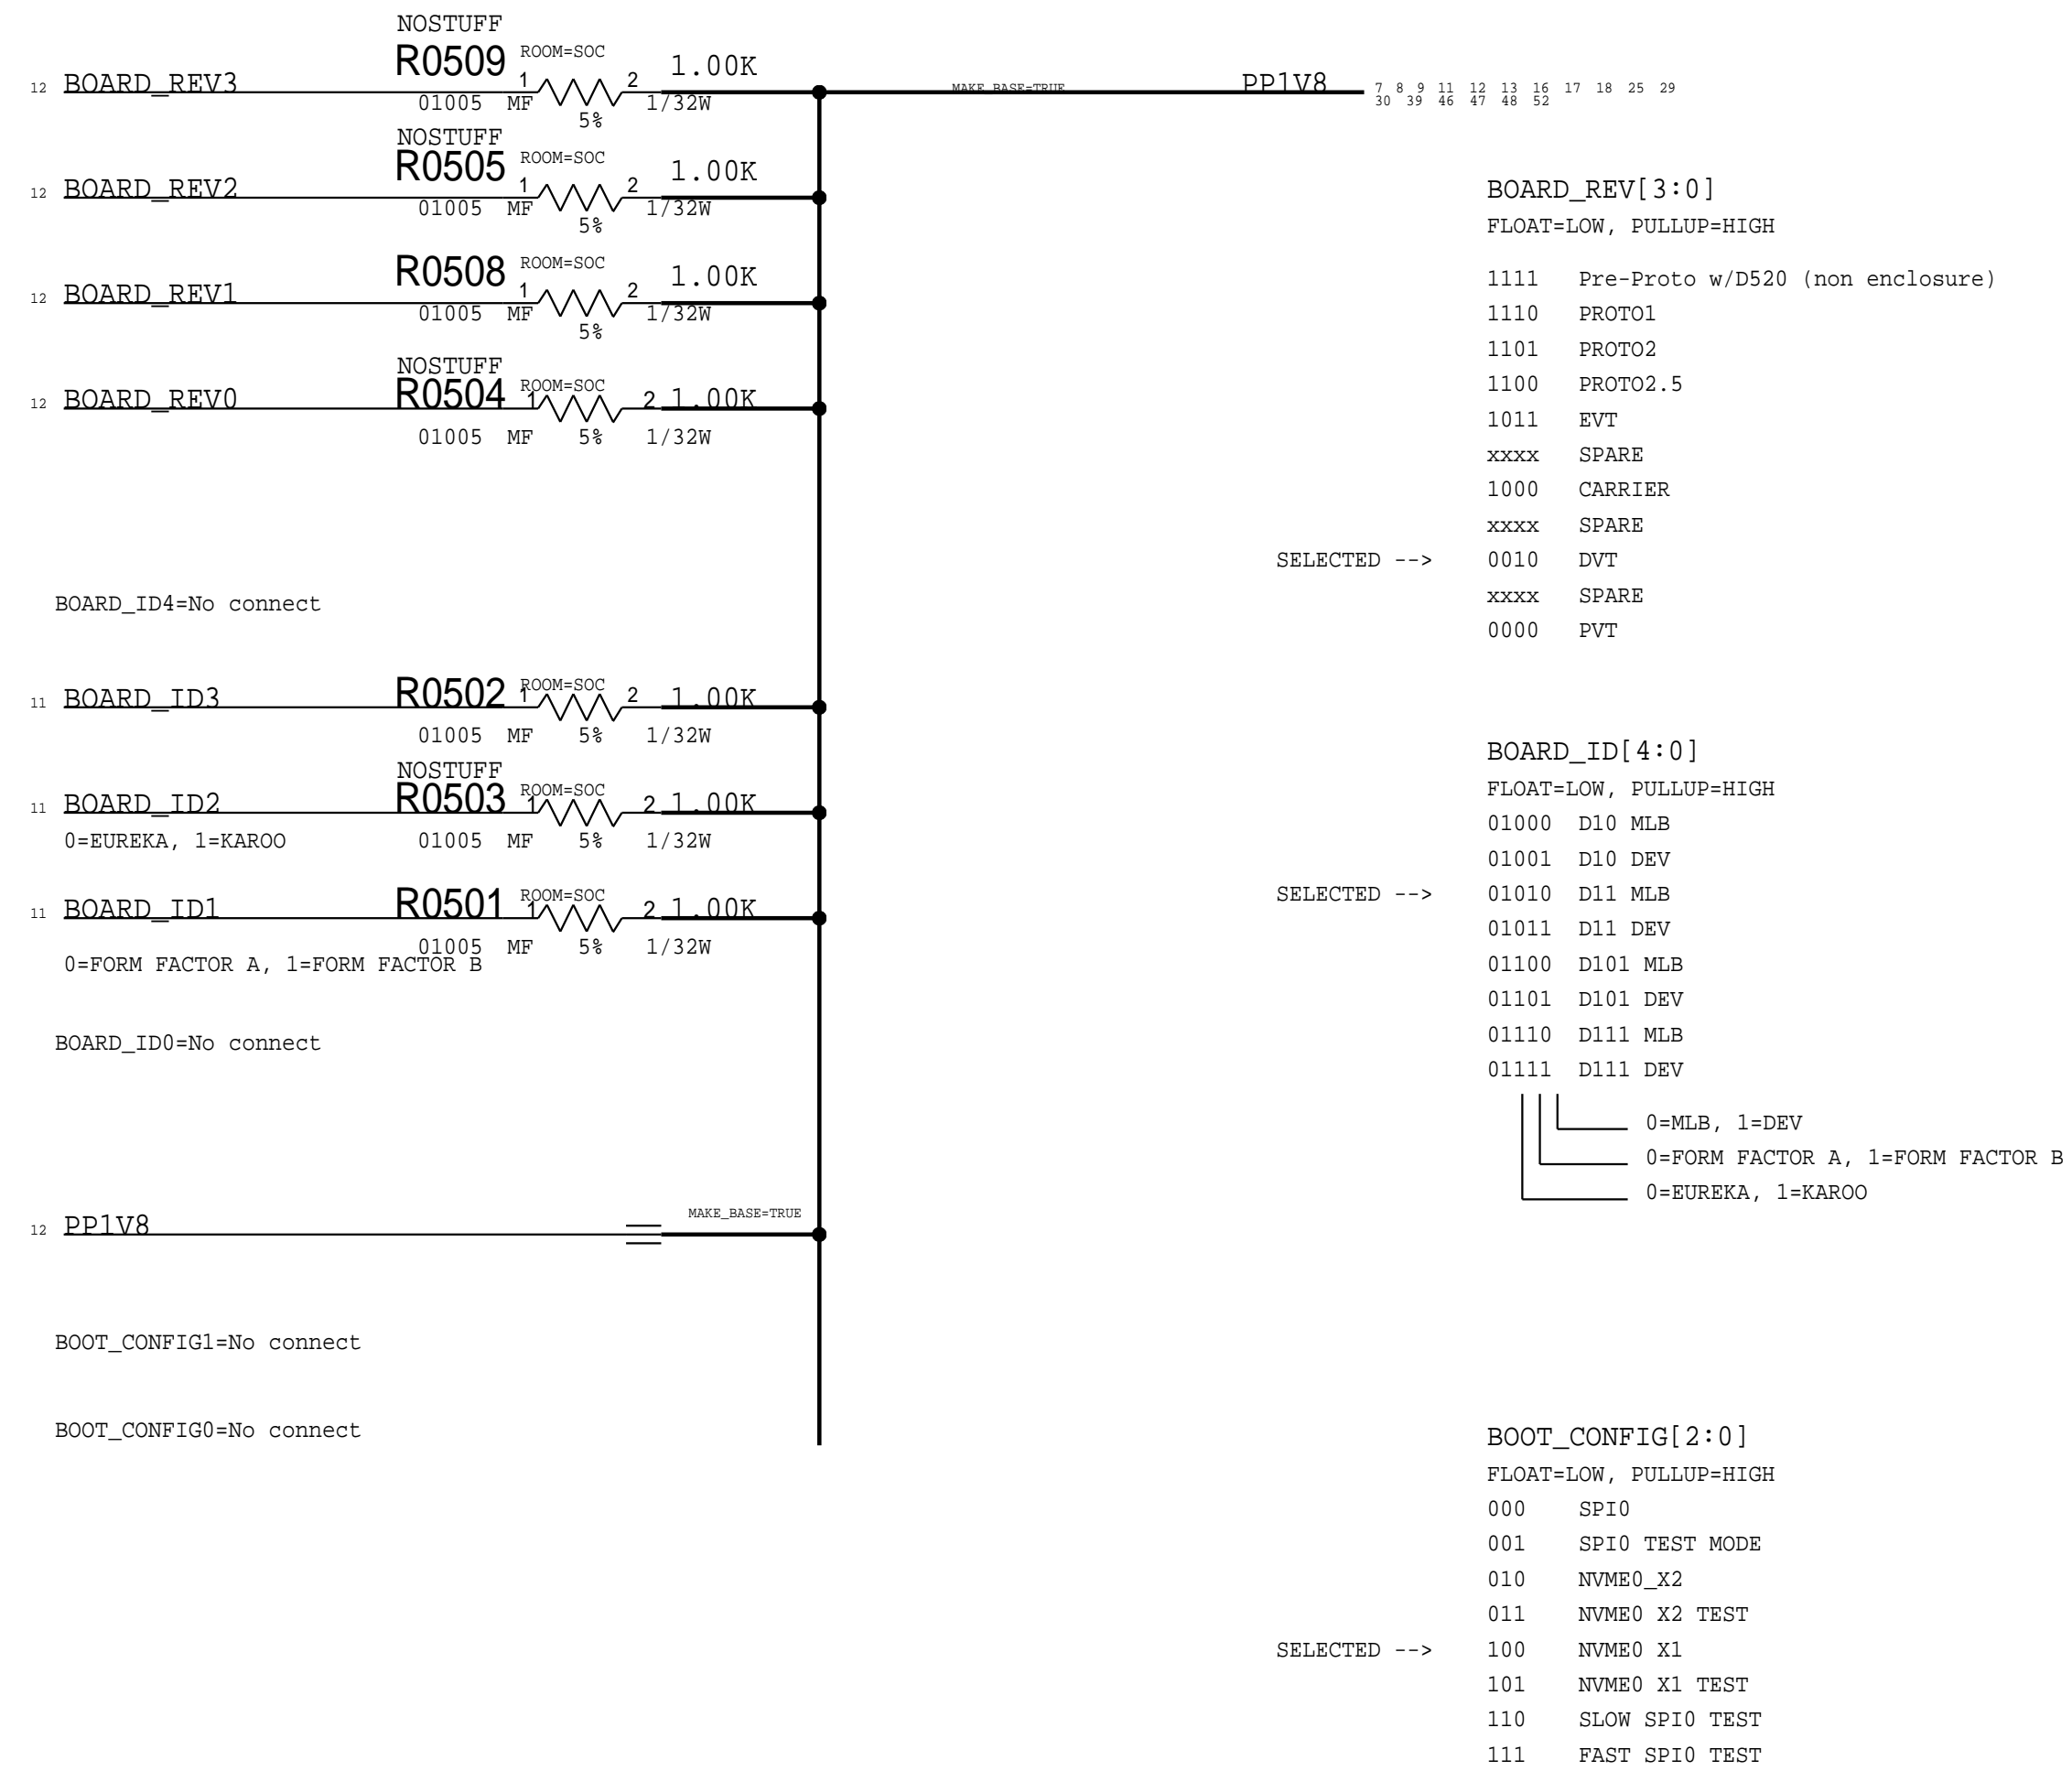 NOSTUFF
R0509 ROOM=SOC
12 BOARD_REV3 1 2 1.00K
01005 MF 5% 1/32W
MAKE_BASE=TRUE PP1V8 7 8 9 11 12 13 16 17 18 25 29
30 39 46 47 48 52
NOSTUFF
R0505 ROOM=SOC
12 BOARD_REV2 1 2 1.00K
01005 MF 5% 1/32W
R0508 ROOM=SOC
12 BOARD_REV1 1 2 1.00K
01005 MF 5% 1/32W
NOSTUFF
R0504 ROOM=SOC
12 BOARD_REV0 1 2 1.00K
01005 MF 5% 1/32W
BOARD_ID4=No connect
R0502 ROOM=SOC
11 BOARD_ID3 1 2 1.00K
01005 MF 5% 1/32W
NOSTUFF
R0503 ROOM=SOC
11 BOARD_ID2 1 2 1.00K
0=EUREKA, 1=KAROO 01005 MF 5% 1/32W
R0501 ROOM=SOC
11 BOARD_ID1 1 2 1.00K
01005 MF 5% 1/32W
0=FORM FACTOR A, 1=FORM FACTOR B
BOARD_ID0=No connect
12 PP1V8 MAKE_BASE=TRUE
BOOT_CONFIG1=No connect
BOOT_CONFIG0=No connect
BOARD_REV[3:0]
FLOAT=LOW, PULLUP=HIGH
1111 Pre-Proto w/D520 (non enclosure)
1110 PROTO1
1101 PROTO2
1100 PROTO2.5
1011 EVT
xxxx SPARE
1000 CARRIER
xxxx SPARE
SELECTED --> 0010 DVT
xxxx SPARE
0000 PVT
BOARD_ID[4:0]
FLOAT=LOW, PULLUP=HIGH
01000 D10 MLB
01001 D10 DEV
SELECTED --> 01010 D11 MLB
01011 D11 DEV
01100 D101 MLB
01101 D101 DEV
01110 D111 MLB
01111 D111 DEV
0=MLB, 1=DEV
0=FORM FACTOR A, 1=FORM FACTOR B
0=EUREKA, 1=KAROO
BOOT_CONFIG[2:0]
FLOAT=LOW, PULLUP=HIGH
000 SPI0
001 SPI0 TEST MODE
010 NVME0_X2
011 NVME0 X2 TEST
SELECTED --> 100 NVME0 X1
101 NVME0 X1 TEST
110 SLOW SPI0 TEST
111 FAST SPI0 TEST